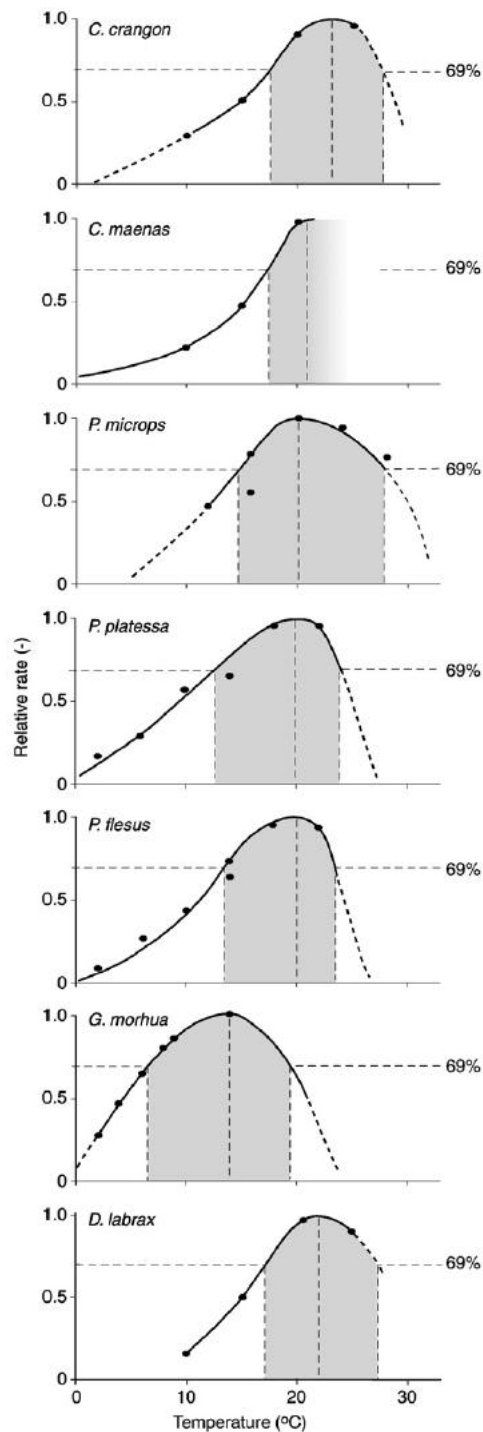 C. crangon
1.0
69%
0.5
0
C. maenas
1.0
69%
0.5
0
P. microps
1.0
69%
0.5
0
P. platessa
1.0
69%
0.5
0
Relative rate (-)
P. flesus
1.0
69%
0.5
0
G. morhua
1.0
69%
0.5
0
D. labrax
1.0
69%
0.5
0
0 10 20 30
Temperature (ºC)